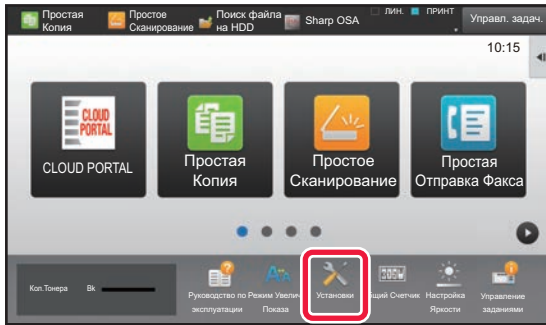 Простая
Копия
Простое
Сканирование
Поиск файла
на HDD
Sharp OSA
ЛИН.
ПРИНТ
Управл. задач.
10:15
CLOUD
PORTAL
CLOUD PORTAL
Простая
Копия
Простое
Сканирование
Простая
Отправка Факса
Кол.Тонера Bk
Руководство по
эксплуатации
Режим Увелич
Показа
Установки
бщий Счетчик
Настройка
Яркости
Управление
заданиями